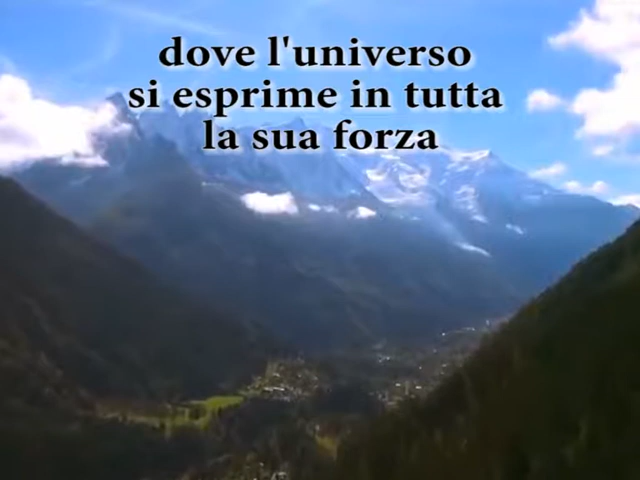 dove l'universo
si esprime in tutta
la sua forza